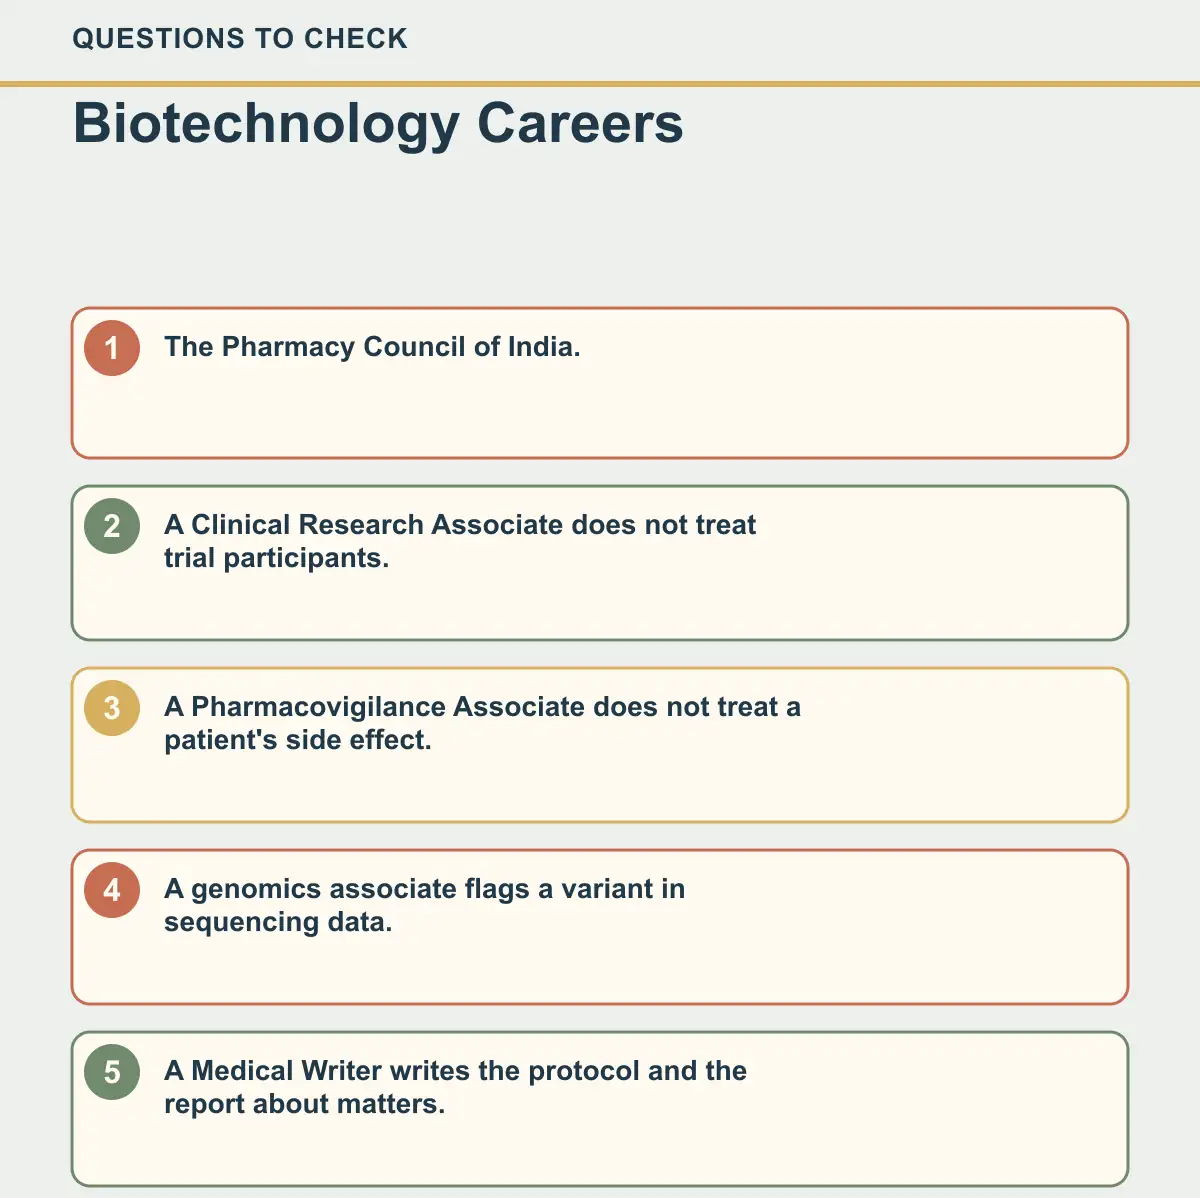 QUESTIONS TO CHECK
Biotechnology Careers
1
The Pharmacy Council of India.
2
A Clinical Research Associate does not treat
trial participants.
3
A Pharmacovigilance Associate does not treat a
patient's side effect.
4
A genomics associate flags a variant in
sequencing data.
5
A Medical Writer writes the protocol and the
report about matters.